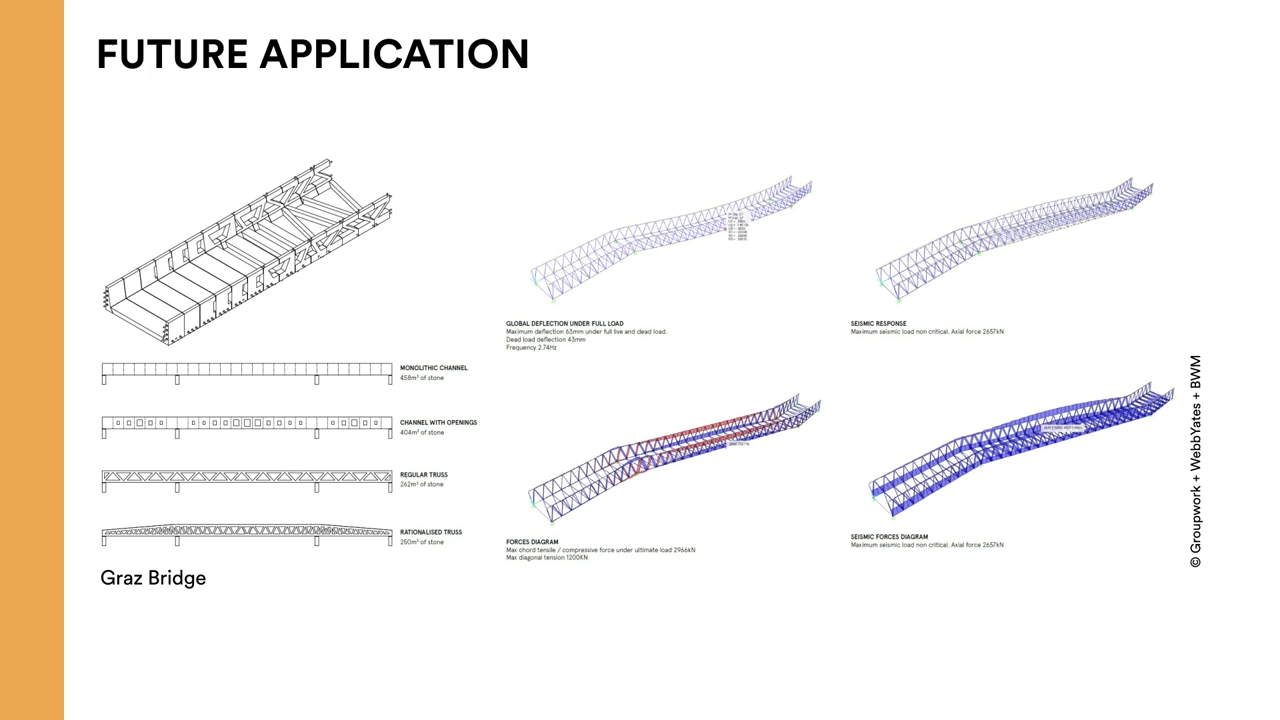 FUTURE APPLICATION
MONOLITHIC CHANNEL
458m³ of stone
CHANNEL WITH OPENINGS
404m³ of stone
REGULAR TRUSS
262m³ of stone
RATIONALISED TRUSS
250m³ of stone
Graz Bridge
GLOBAL DEFLECTION UNDER FULL LOAD
Maximum deflection 63mm under full live and dead load.
Dead load deflection 43mm
Frequency 2.74Hz
SEISMIC RESPONSE
Maximum seismic load non critical. Axial force 2657kN
FORCES DIAGRAM
Max chord tensile / compressive force under ultimate load 2966kN
Max diagonal tension 1200KN
SEISMIC FORCES DIAGRAM
Maximum seismic load non critical. Axial force 2657kN
© Groupwork + WebbYates + BWM